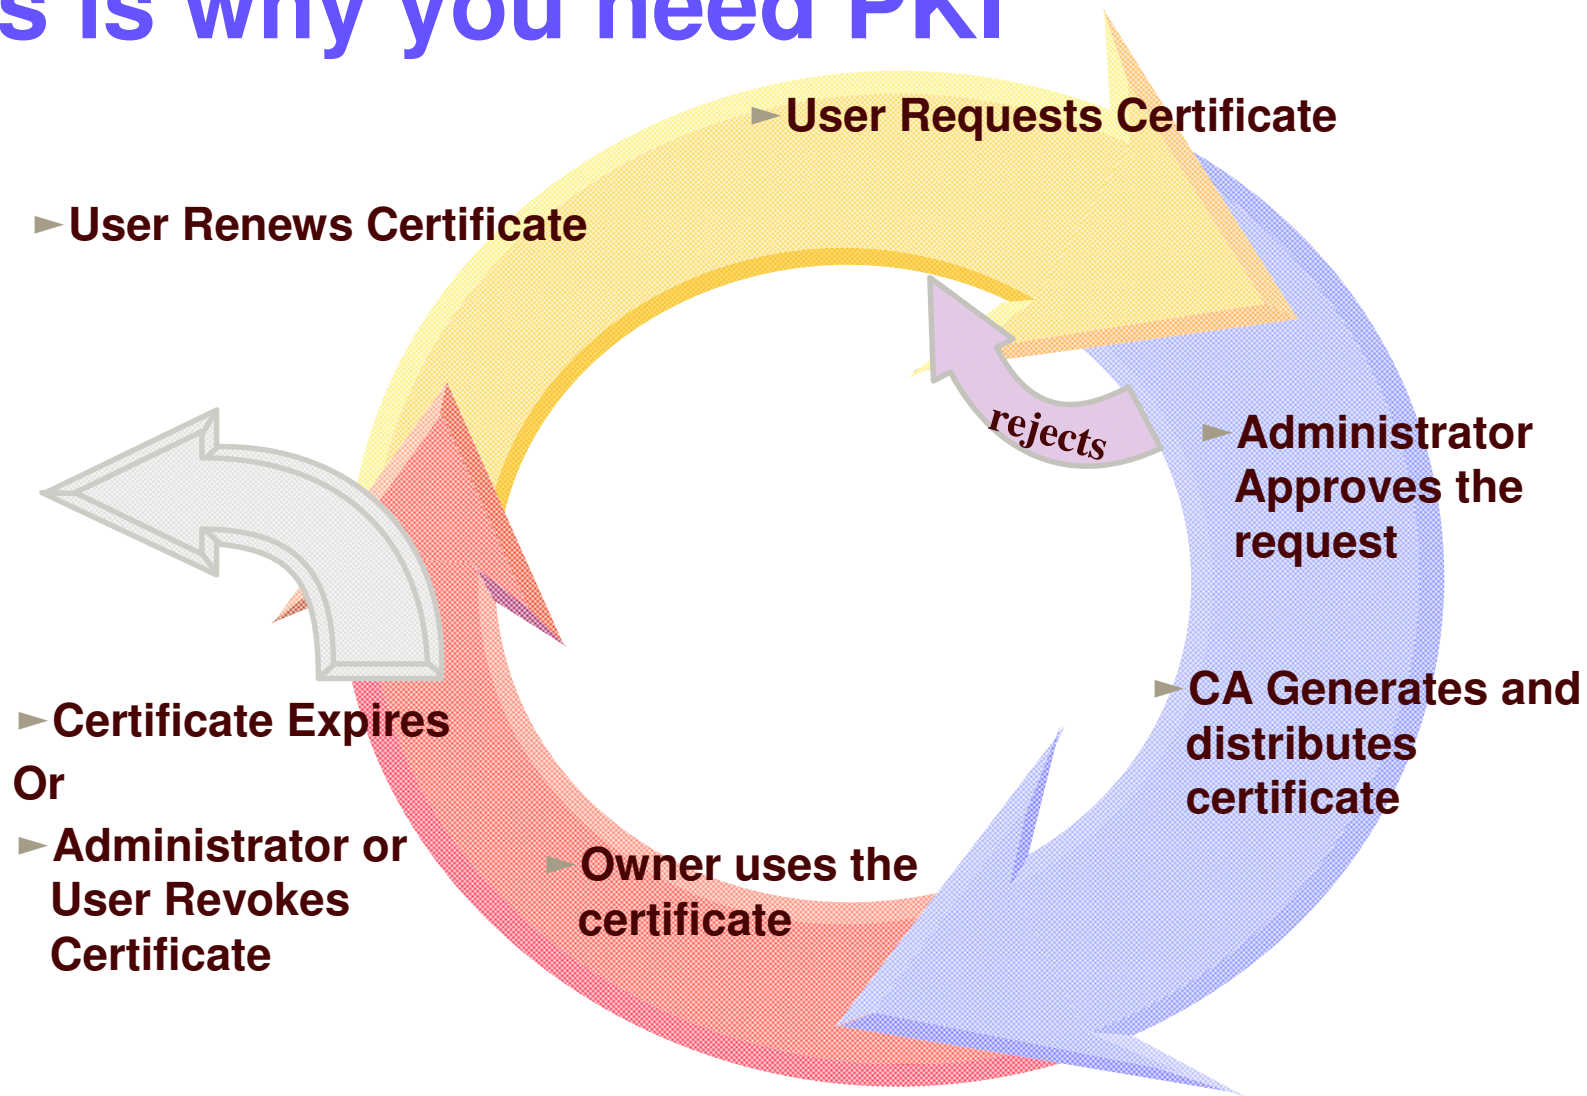 s is why you need PKI
►User Requests Certificate
►User Renews Certificate
rejects
►Administrator
Approves the
request
►CA Generates and
distributes
certificate
►Certificate Expires
Or
►Administrator or
User Revokes
Certificate
►Owner uses the
certificate